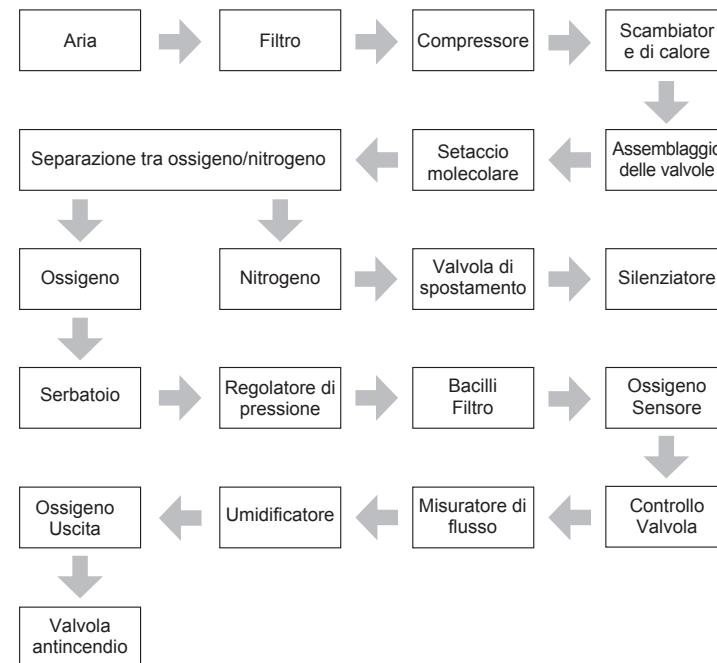 Aria
Filtro
Compressore
Scambiator
e di calore
Separazione tra ossigeno/nitrogeno
Setaccio
molecolare
Assemblaggio
delle valvole
Ossigeno
Nitrogeno
Valvola di
spostamento
Silenziatore
Serbatoio
Regolatore di
pressione
Bacilli
Filtro
Ossigeno
Sensore
Ossigeno
Uscita
Umidificatore
Misuratore di
flusso
Controllo
Valvola
Valvola
antincendio